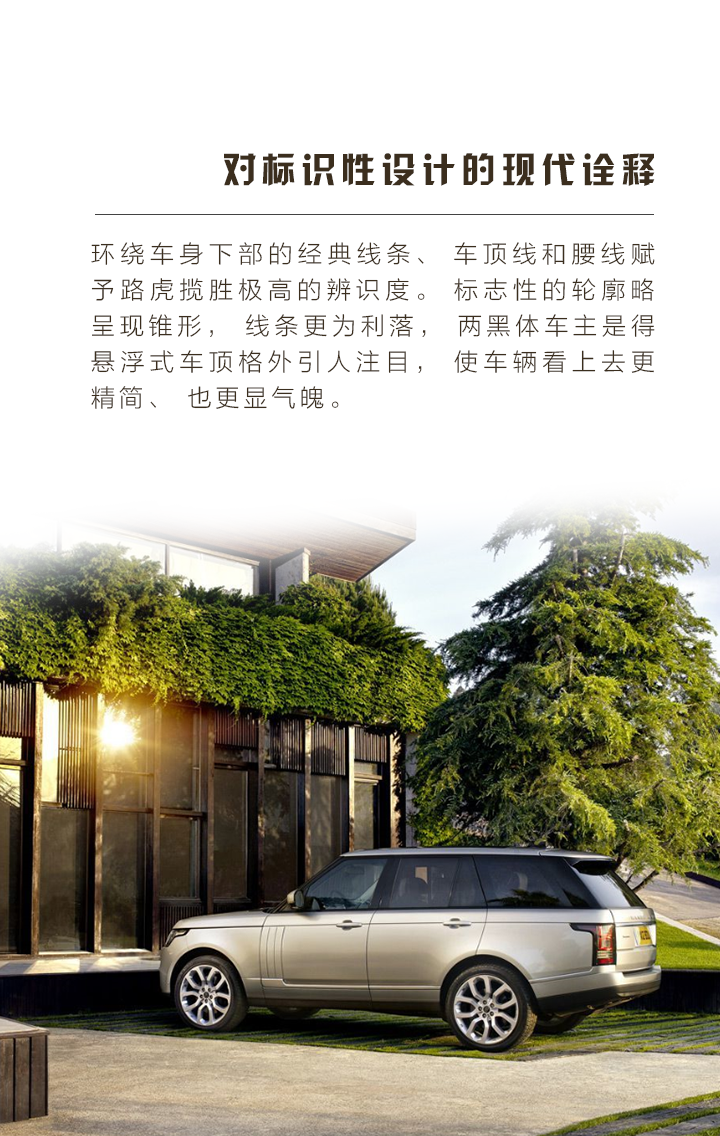 对标识性设计的现代诠释
环绕车身下部的经典线条、 车顶线和腰线赋
予路虎揽胜极高的辨识度。 标志性的轮廓略
呈现锥形， 线条更为利落， 两黑体车主是得
悬浮式车顶格外引人注目， 使车辆看上去更
精简、 也更显气魄。